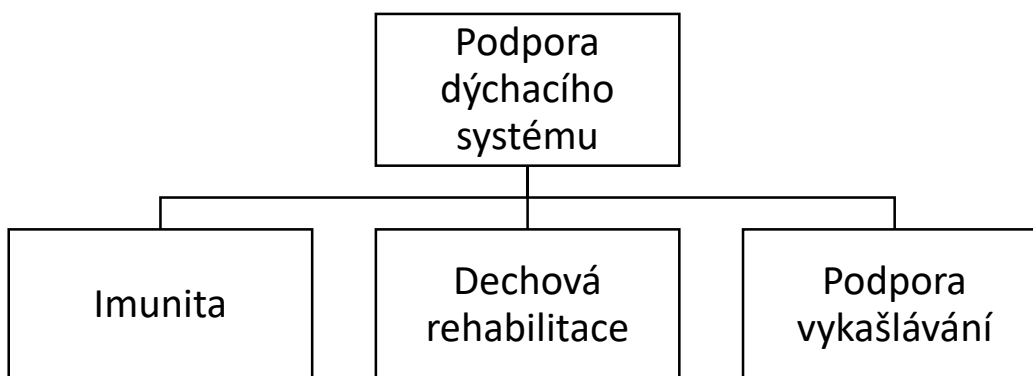 Podpora
dýchacího
systému
Imunita
Dechová
rehabilitace
Podpora
vykašlávání